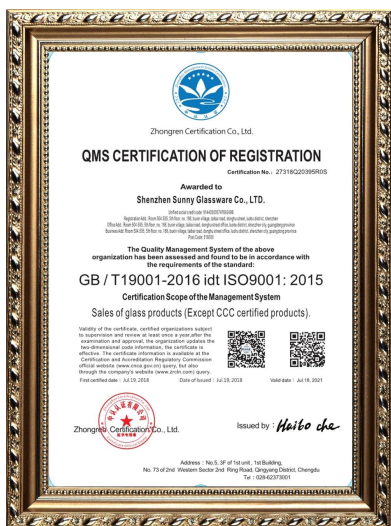 Zhongren Certification Co., Ltd.
QMS CERTIFICATION OF REGISTRATION
Certification No.: 27318Q20395R0S
Awarded to
Shenzhen Sunny Glassware Co., LTD.
The Quality Management System of the above
organization has been assessed and found to be in accordance with
the requirements of the standard:
GB / T19001-2016 idt ISO9001: 2015
Certification Scope of the Management System
Sales of glass products (Except CCC certified products).
Validity of the certificate, certified organizations subject
to supervision and review at least once a year,after the
examination and approval, the organization updates the
two-dimensional code information, the certificate is
effective. The certificate information is available at the
Certification and Accreditation Regulatory Commission
official website (www.cnca.gov.cn) query, but also
through the company's website (www.zrcln.com) query.
First certified date : Jul.19, 2018
Date of Issued : Jul.19, 2018
Valid date : Jul.18, 2021
Zhongren Certification Co., Ltd.
Issued by : Haibo che
Address : No.5, 3F of 1st unit , 1st Building,
No. 73 of 2nd Western Sector 2nd Ring Road, Qingyang District, Chengdu
Tel : 028-62373001